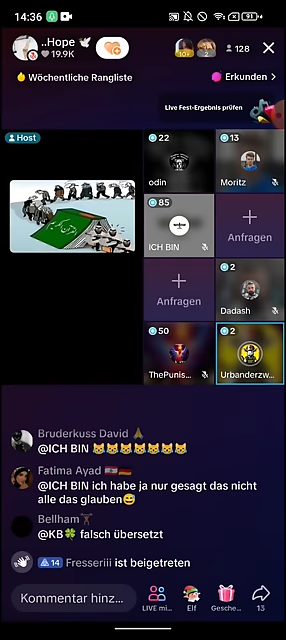 14:36
91
..Hope 🕊
19.9K
10+
2
128
Wöchentliche Rangliste
Erkunden >
Live Fest-Ergebnis prüfen
Host
22
odin
13
Moritz
85
ICH BIN
Anfragen
Anfragen
2
Dadash
50
ThePunis...
2
Urbanderzw...
Bruderkuss David 🙏
@ICH BIN 😹😹😹😹😹😹😹
Fatima Ayad 🇱🇧🇩🇪
@ICH BIN ich habe ja nur gesagt das nicht
alle das glauben😅
Bellham🏋
@KB🍀 falsch übersetzt
14 Fresseriii ist beigetreten
Kommentar hinz...
LIVE mi...
Elf
Gesche...
13